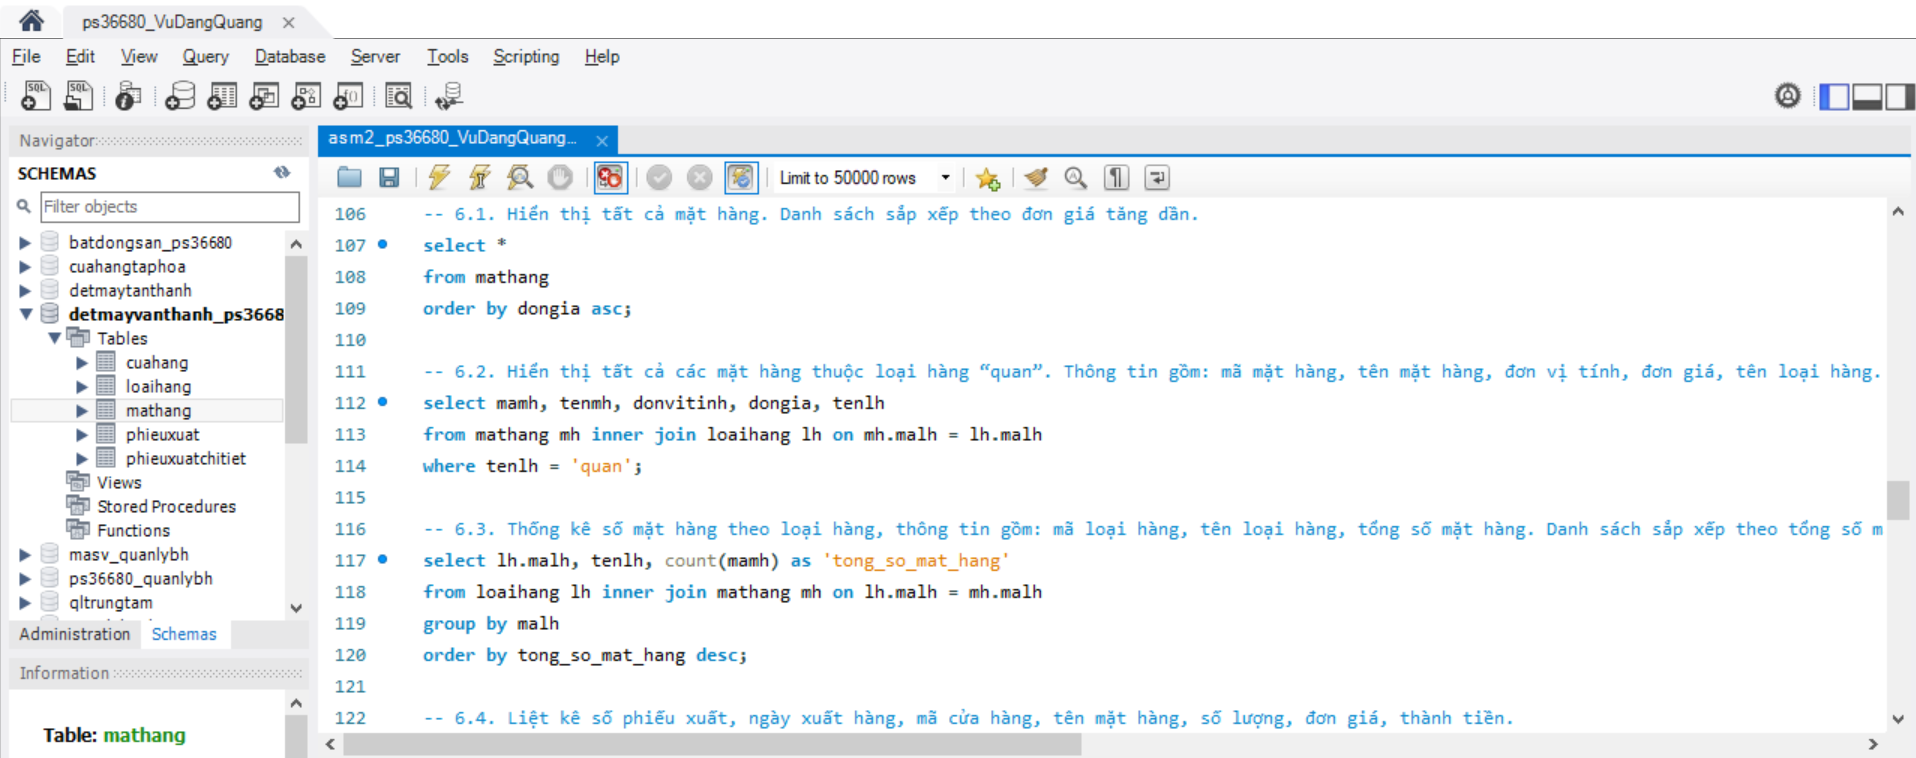 ps36680_VuDangQuang
File Edit View Query Database Server Tools Scripting Help
Navigator
SCHEMAS
Filter objects
batdongsan_ps36680
cuahangtaphoa
detmaytanthanh
detmayvanthanh_ps3668
Tables
cuahang
loaihang
mathang
phieuxuat
phieuxuatchitiet
Views
Stored Procedures
Functions
masv_quanlybh
ps36680_quanlybh
qltrungtam
Administration Schemas
Information
Table: mathang
asm2_ps36680_VuDangQuang...
Limit to 50000 rows
106 -- 6.1. Hiển thị tất cả mặt hàng. Danh sách sắp xếp theo đơn giá tăng dần.
107 select *
108 from mathang
109 order by dongia asc;
110
111 -- 6.2. Hiển thị tất cả các mặt hàng thuộc loại hàng “quan”. Thông tin gồm: mã mặt hàng, tên mặt hàng, đơn vị tính, đơn giá, tên loại hàng.
112 select mamh, tenmh, donvitinh, dongia, tenlh
113 from mathang mh inner join loaihang lh on mh.malh = lh.malh
114 where tenlh = 'quan';
115
116 -- 6.3. Thống kê số mặt hàng theo loại hàng, thông tin gồm: mã loại hàng, tên loại hàng, tổng số mặt hàng. Danh sách sắp xếp theo tổng số m
117 select lh.malh, tenlh, count(mamh) as 'tong_so_mat_hang'
118 from loaihang lh inner join mathang mh on lh.malh = mh.malh
119 group by malh
120 order by tong_so_mat_hang desc;
121
122 -- 6.4. Liệt kê số phiếu xuất, ngày xuất hàng, mã cửa hàng, tên mặt hàng, số lượng, đơn giá, thành tiền.